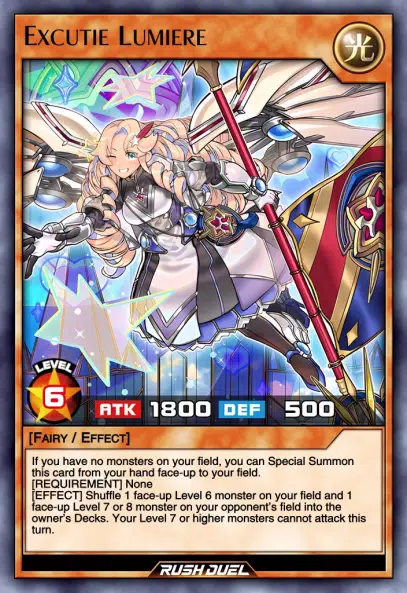 EXCUTIE LUMIERE
光
LEVEL
6
ATK 1800 DEF 500
[FAIRY / EFFECT]
If you have no monsters on your field, you can Special Summon
this card from your hand face-up to your field.
[REQUIREMENT] None
[EFFECT] Shuffle 1 face-up Level 6 monster on your field and 1
face-up Level 7 or 8 monster on your opponent's field into the
owner's Decks. Your Level 7 or higher monsters cannot attack this
turn.
RUSH DUEL